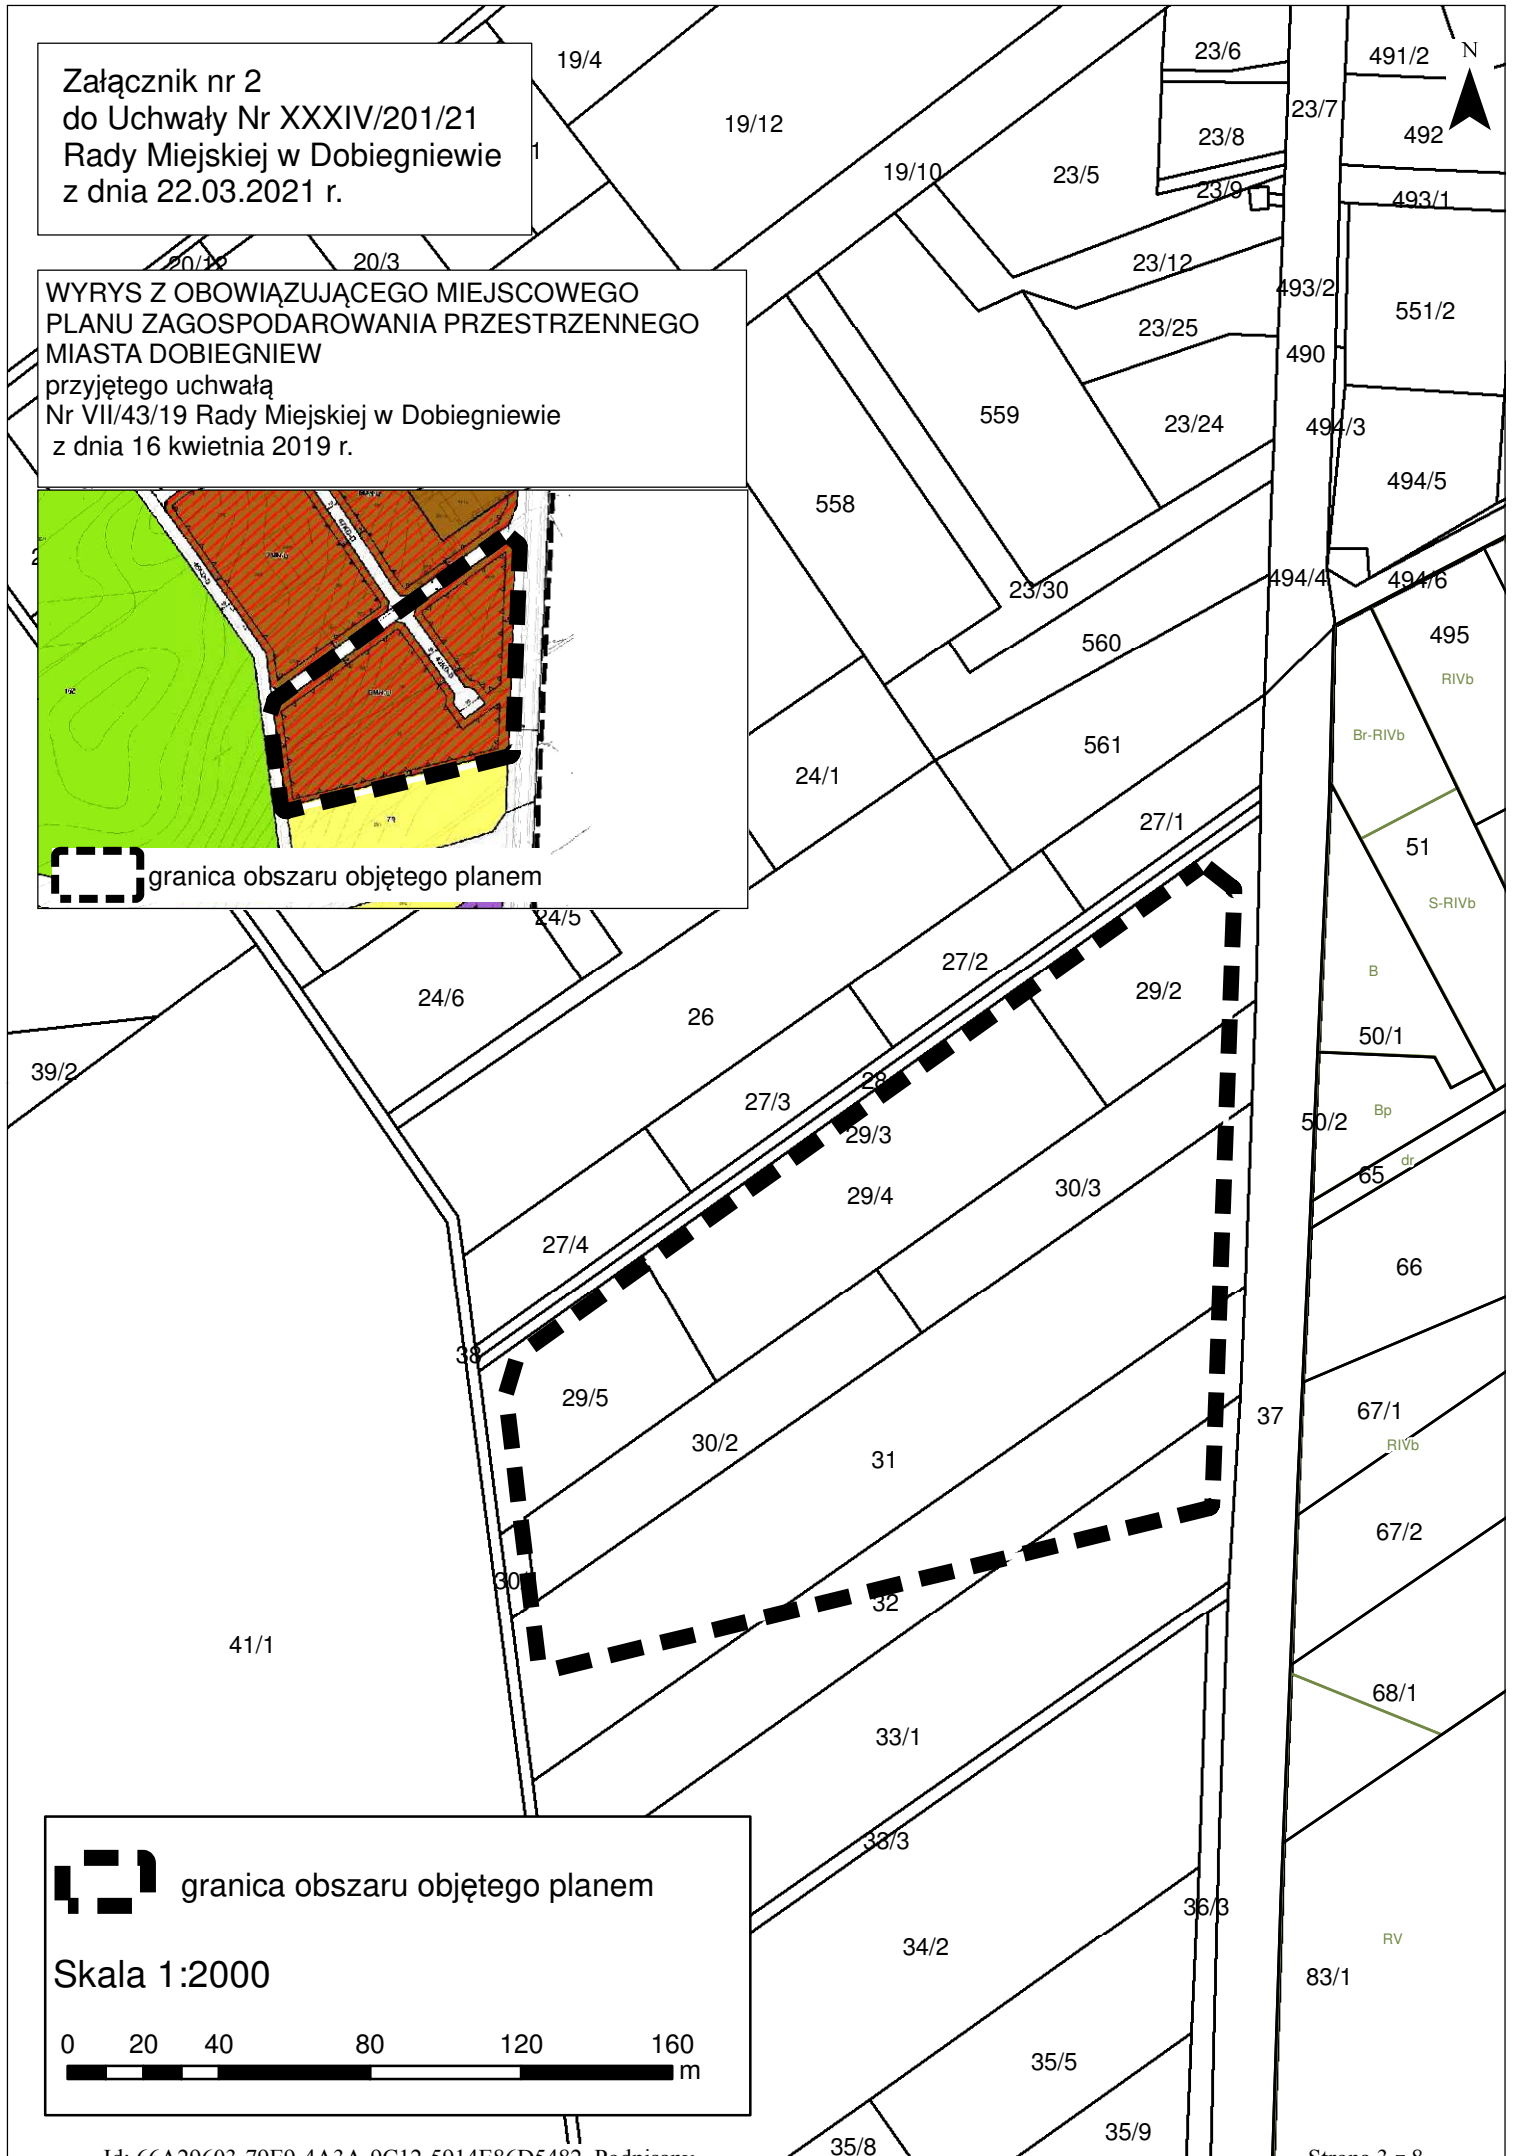 Załącznik nr 2
do Uchwały Nr XXXIV/201/21
Rady Miejskiej w Dobiegniewie
z dnia 22.03.2021 r.
WYRYS Z OBOWIĄZUJĄCEGO MIEJSCOWEGO
PLANU ZAGOSPODAROWANIA PRZESTRZENNEGO
MIASTA DOBIEGNIEW
przyjętego uchwałą
Nr VII/43/19 Rady Miejskiej w Dobiegniewie
z dnia 16 kwietnia 2019 r.
granica obszaru objętego planem
N
19/4
23/6
491/2
23/7
19/12
23/8
492
19/10
23/5
23/9
493/1
20/12
20/3
23/12
493/2
551/2
23/25
490
559
23/24
494/3
494/5
558
23/30
494/4
494/6
560
495
RIVb
Br-RIVb
561
24/1
27/1
51
S-RIVb
24/5
27/2
B
29/2
24/6
26
50/1
39/2
28
27/3
Bp
50/2
29/3
dr
65
29/4
30/3
27/4
66
38
29/5
67/1
37
30/2
RIVb
31
67/2
30
32
41/1
68/1
33/1
33/3
36/3
34/2
RV
83/1
35/5
35/9
35/8
granica obszaru objętego planem
Skala 1:2000
0 20 40 80 120 160
m